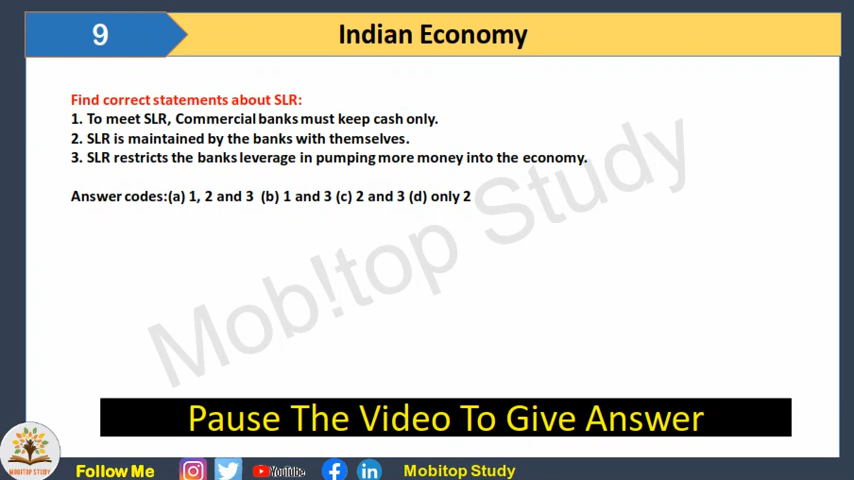 9
Indian Economy
Find correct statements about SLR:
1. To meet SLR, Commercial banks must keep cash only.
2. SLR is maintained by the banks with themselves.
3. SLR restricts the banks leverage in pumping more money into the economy.
Answer codes:(a) 1, 2 and 3 (b) 1 and 3 (c) 2 and 3 (d) only 2
Mob!top Study
Pause The Video To Give Answer
MOBITOP STUDY
Follow Me
YouTube
Mobitop Study